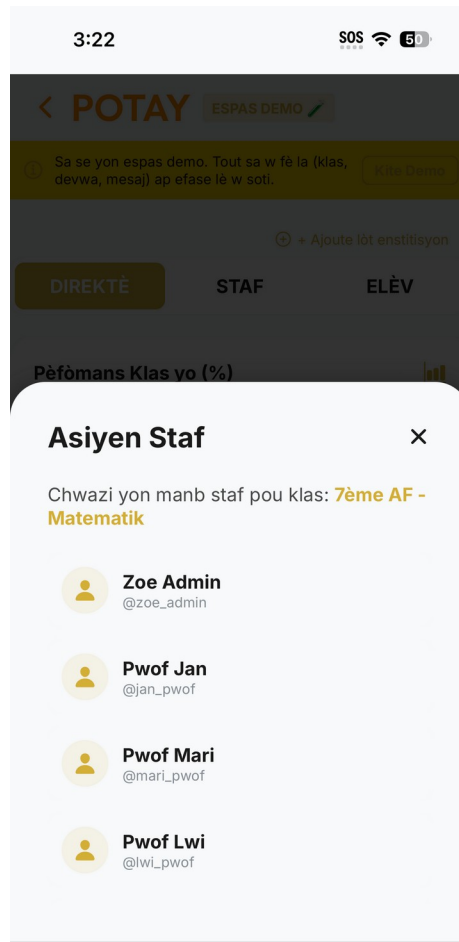 3:22
SOS
50
POTAY
ESPAS DEMO
Sa se yon espas demo. Tout sa w fè la (klas,
devwa, mesaj) ap efase lè w soti.
Kite Demo
+ Ajoute lòt enstitisyon
DIREKTÈ
STAF
ELÈV
Pèfòmans Klas yo (%)
Asiyen Staf
Chwazi yon manb staf pou klas: 7ème AF -
Matematik
Zoe Admin
@zoe_admin
Pwof Jan
@jan_pwof
Pwof Mari
@mari_pwof
Pwof Lwi
@lwi_pwof